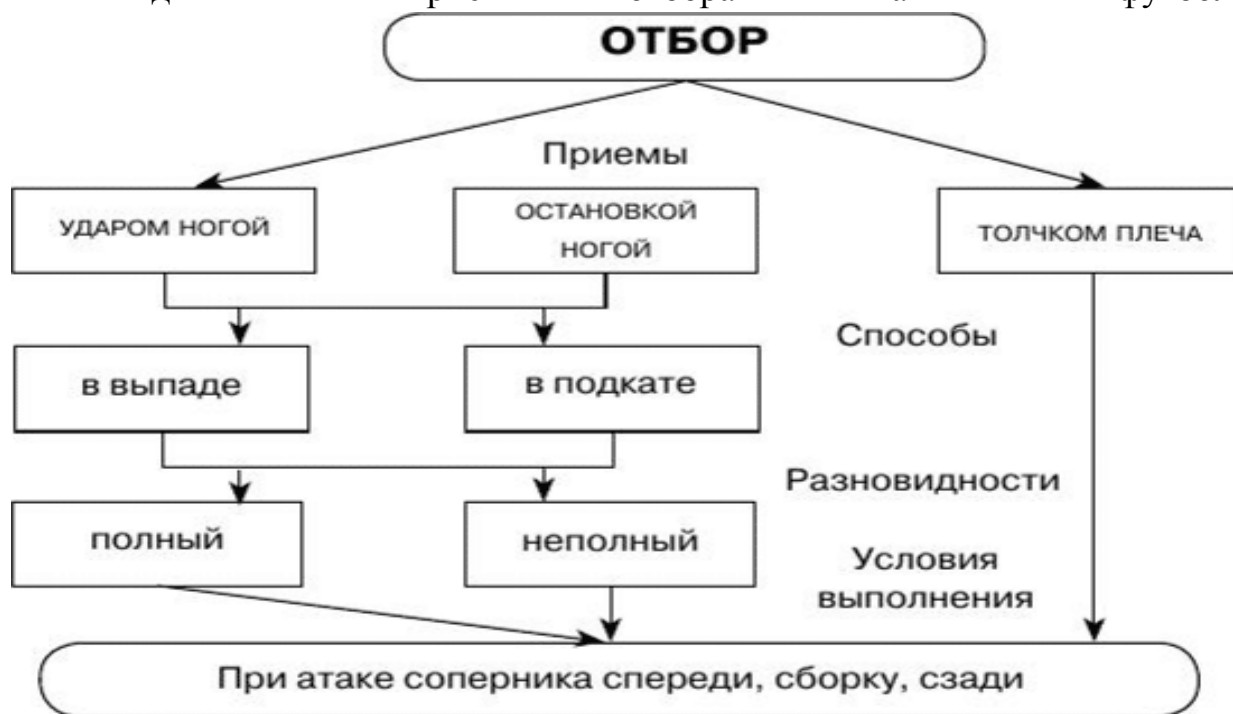 ОТБОР
Приемы
УДАРОМ НОГОЙ
ОСТАНОВКОЙ
НОГОЙ
ТОЛЧКОМ ПЛЕЧА
Способы
в выпаде
в подкате
Разновидности
полный
неполный
Условия
выполнения
При атаке соперника спереди, сборку, сзади